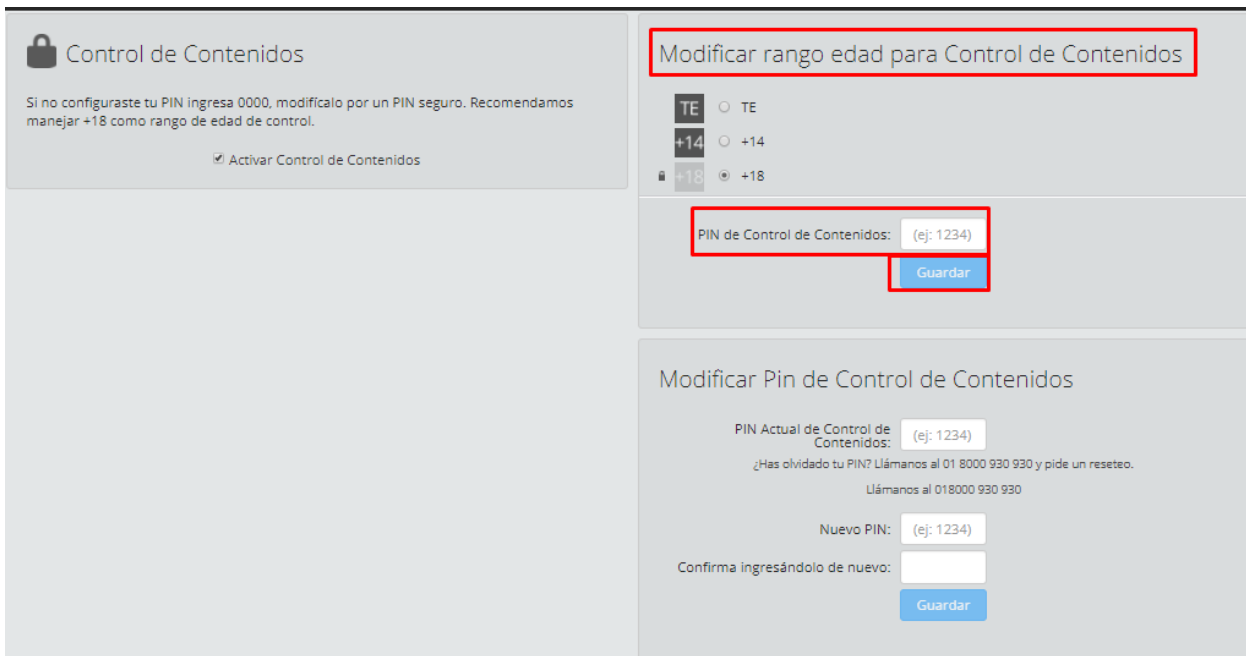 Control de Contenidos
Si no configuraste tu PIN ingresa 0000, modifícalo por un PIN seguro. Recomendamos
manejar +18 como rango de edad de control.
Activar Control de Contenidos
Modificar rango edad para Control de Contenidos
TE TE
+14 +14
+18 +18
PIN de Control de Contenidos: (ej: 1234)
Guardar
Modificar Pin de Control de Contenidos
PIN Actual de Control de
Contenidos: (ej: 1234)
¿Has olvidado tu PIN? Llámanos al 01 8000 930 930 y pide un reseteo.
Llámanos al 018000 930 930
Nuevo PIN: (ej: 1234)
Confirma ingresándolo de nuevo:
Guardar